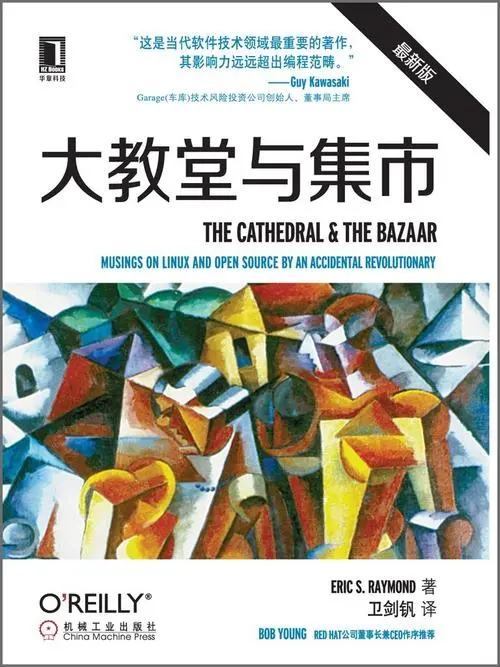 HZ Books
华章科技
“这是当代软件技术领域最重要的著作，
其影响力远远超出编程范畴。”
——Guy Kawasaki
Garage(车库)技术风险投资公司创始人、董事局主席
最新版
大教堂与集市
THE CATHEDRAL & THE BAZAAR
MUSINGS ON LINUX AND OPEN SOURCE BY AN ACCIDENTAL REVOLUTIONARY
ERIC S. RAYMOND 著
卫剑钒 译
O'REILLY®
机械工业出版社
China Machine Press
BOB YOUNG RED HAT公司董事长兼CEO作序推荐